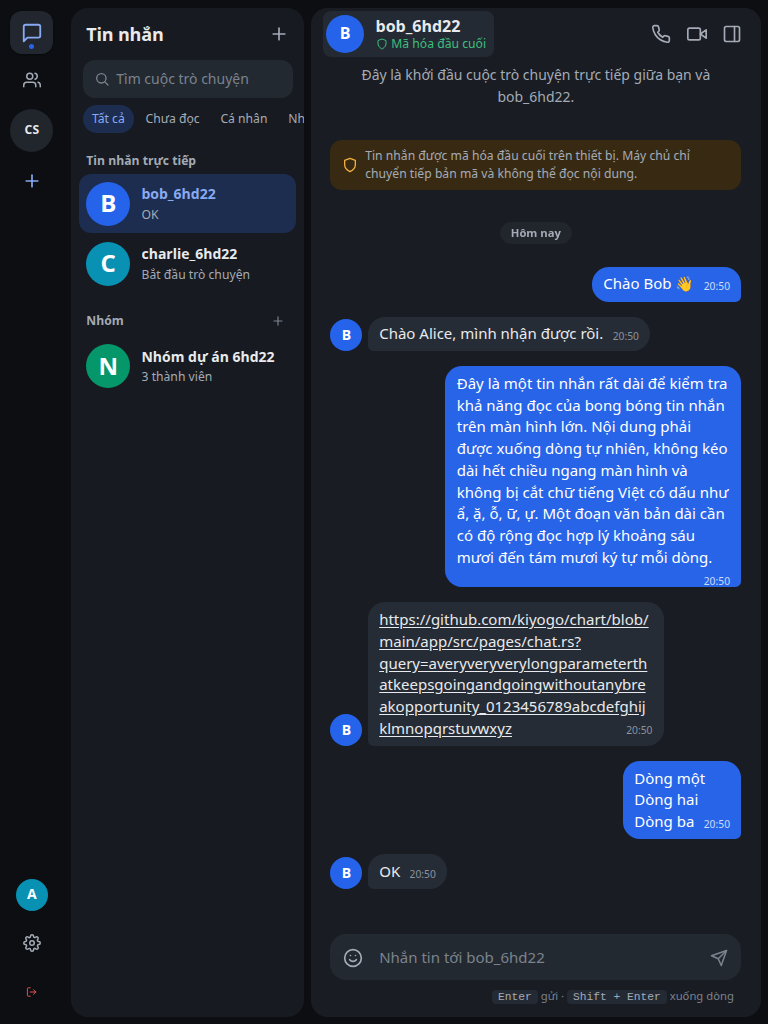 CS
A
Tin nhắn
Tìm cuộc trò chuyện
Tất cả Chưa đọc Cá nhân Nh
Tin nhắn trực tiếp
B
bob_6hd22
OK
C
charlie_6hd22
Bắt đầu trò chuyện
Nhóm
N
Nhóm dự án 6hd22
3 thành viên
B
bob_6hd22
Mã hóa đầu cuối
Đây là khởi đầu cuộc trò chuyện trực tiếp giữa bạn và
bob_6hd22.
Tin nhắn được mã hóa đầu cuối trên thiết bị. Máy chủ chỉ
chuyển tiếp bản mã và không thể đọc nội dung.
Hôm nay
Chào Bob 👋 20:50
B
Chào Alice, mình nhận được rồi. 20:50
Đây là một tin nhắn rất dài để kiểm tra
khả năng đọc của bong bóng tin nhắn
trên màn hình lớn. Nội dung phải
được xuống dòng tự nhiên, không kéo
dài hết chiều ngang màn hình và
không bị cắt chữ tiếng Việt có dấu như
ẩ, ặ, ỗ, ữ, ự. Một đoạn văn bản dài cần
có độ rộng đọc hợp lý khoảng sáu
mươi đến tám mươi ký tự mỗi dòng.
20:50
https://github.com/kiyogo/chart/blob/
main/app/src/pages/chat.rs?
query=averyveryverylongparameterth
atkeepsgoingandgoingwithoutanybre
akopportunity_0123456789abcdefghij
klmnopqrstuvwxyz 20:50
B
Dòng một
Dòng hai
Dòng ba 20:50
B
OK 20:50
Nhắn tin tới bob_6hd22
Enter gửi · Shift + Enter xuống dòng